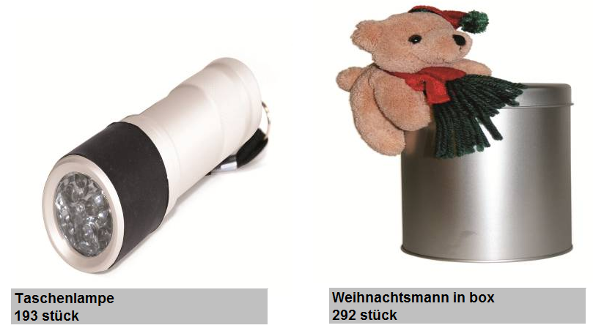 Taschenlampe
193 stück
Weihnachtsmann in box
292 stück